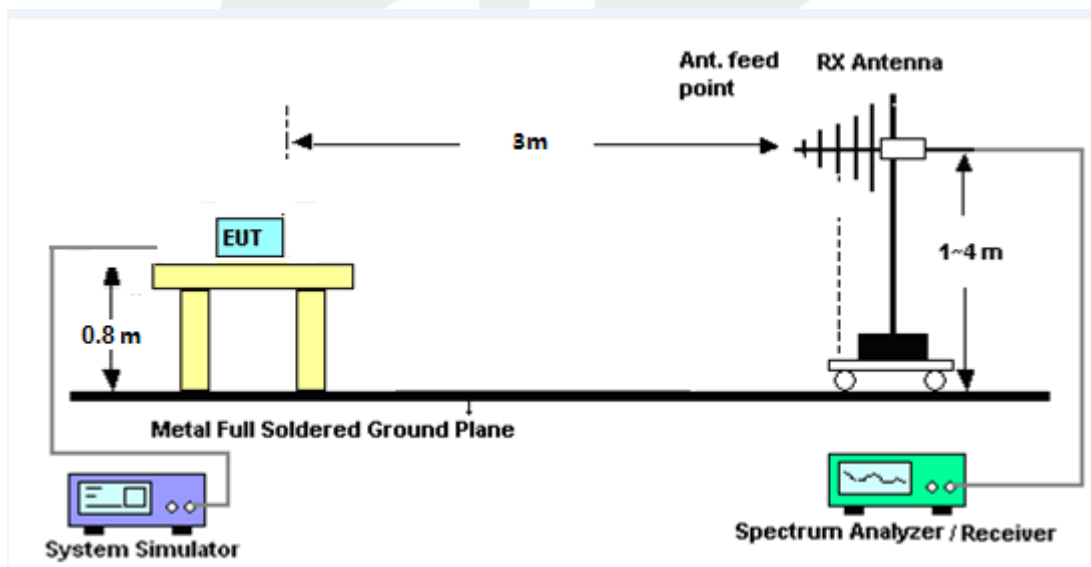 Ant. feed
point
RX Antenna
3m
EUT
1~4 m
0.8 m
Metal Full Soldered Ground Plane
System Simulator
Spectrum Analyzer / Receiver